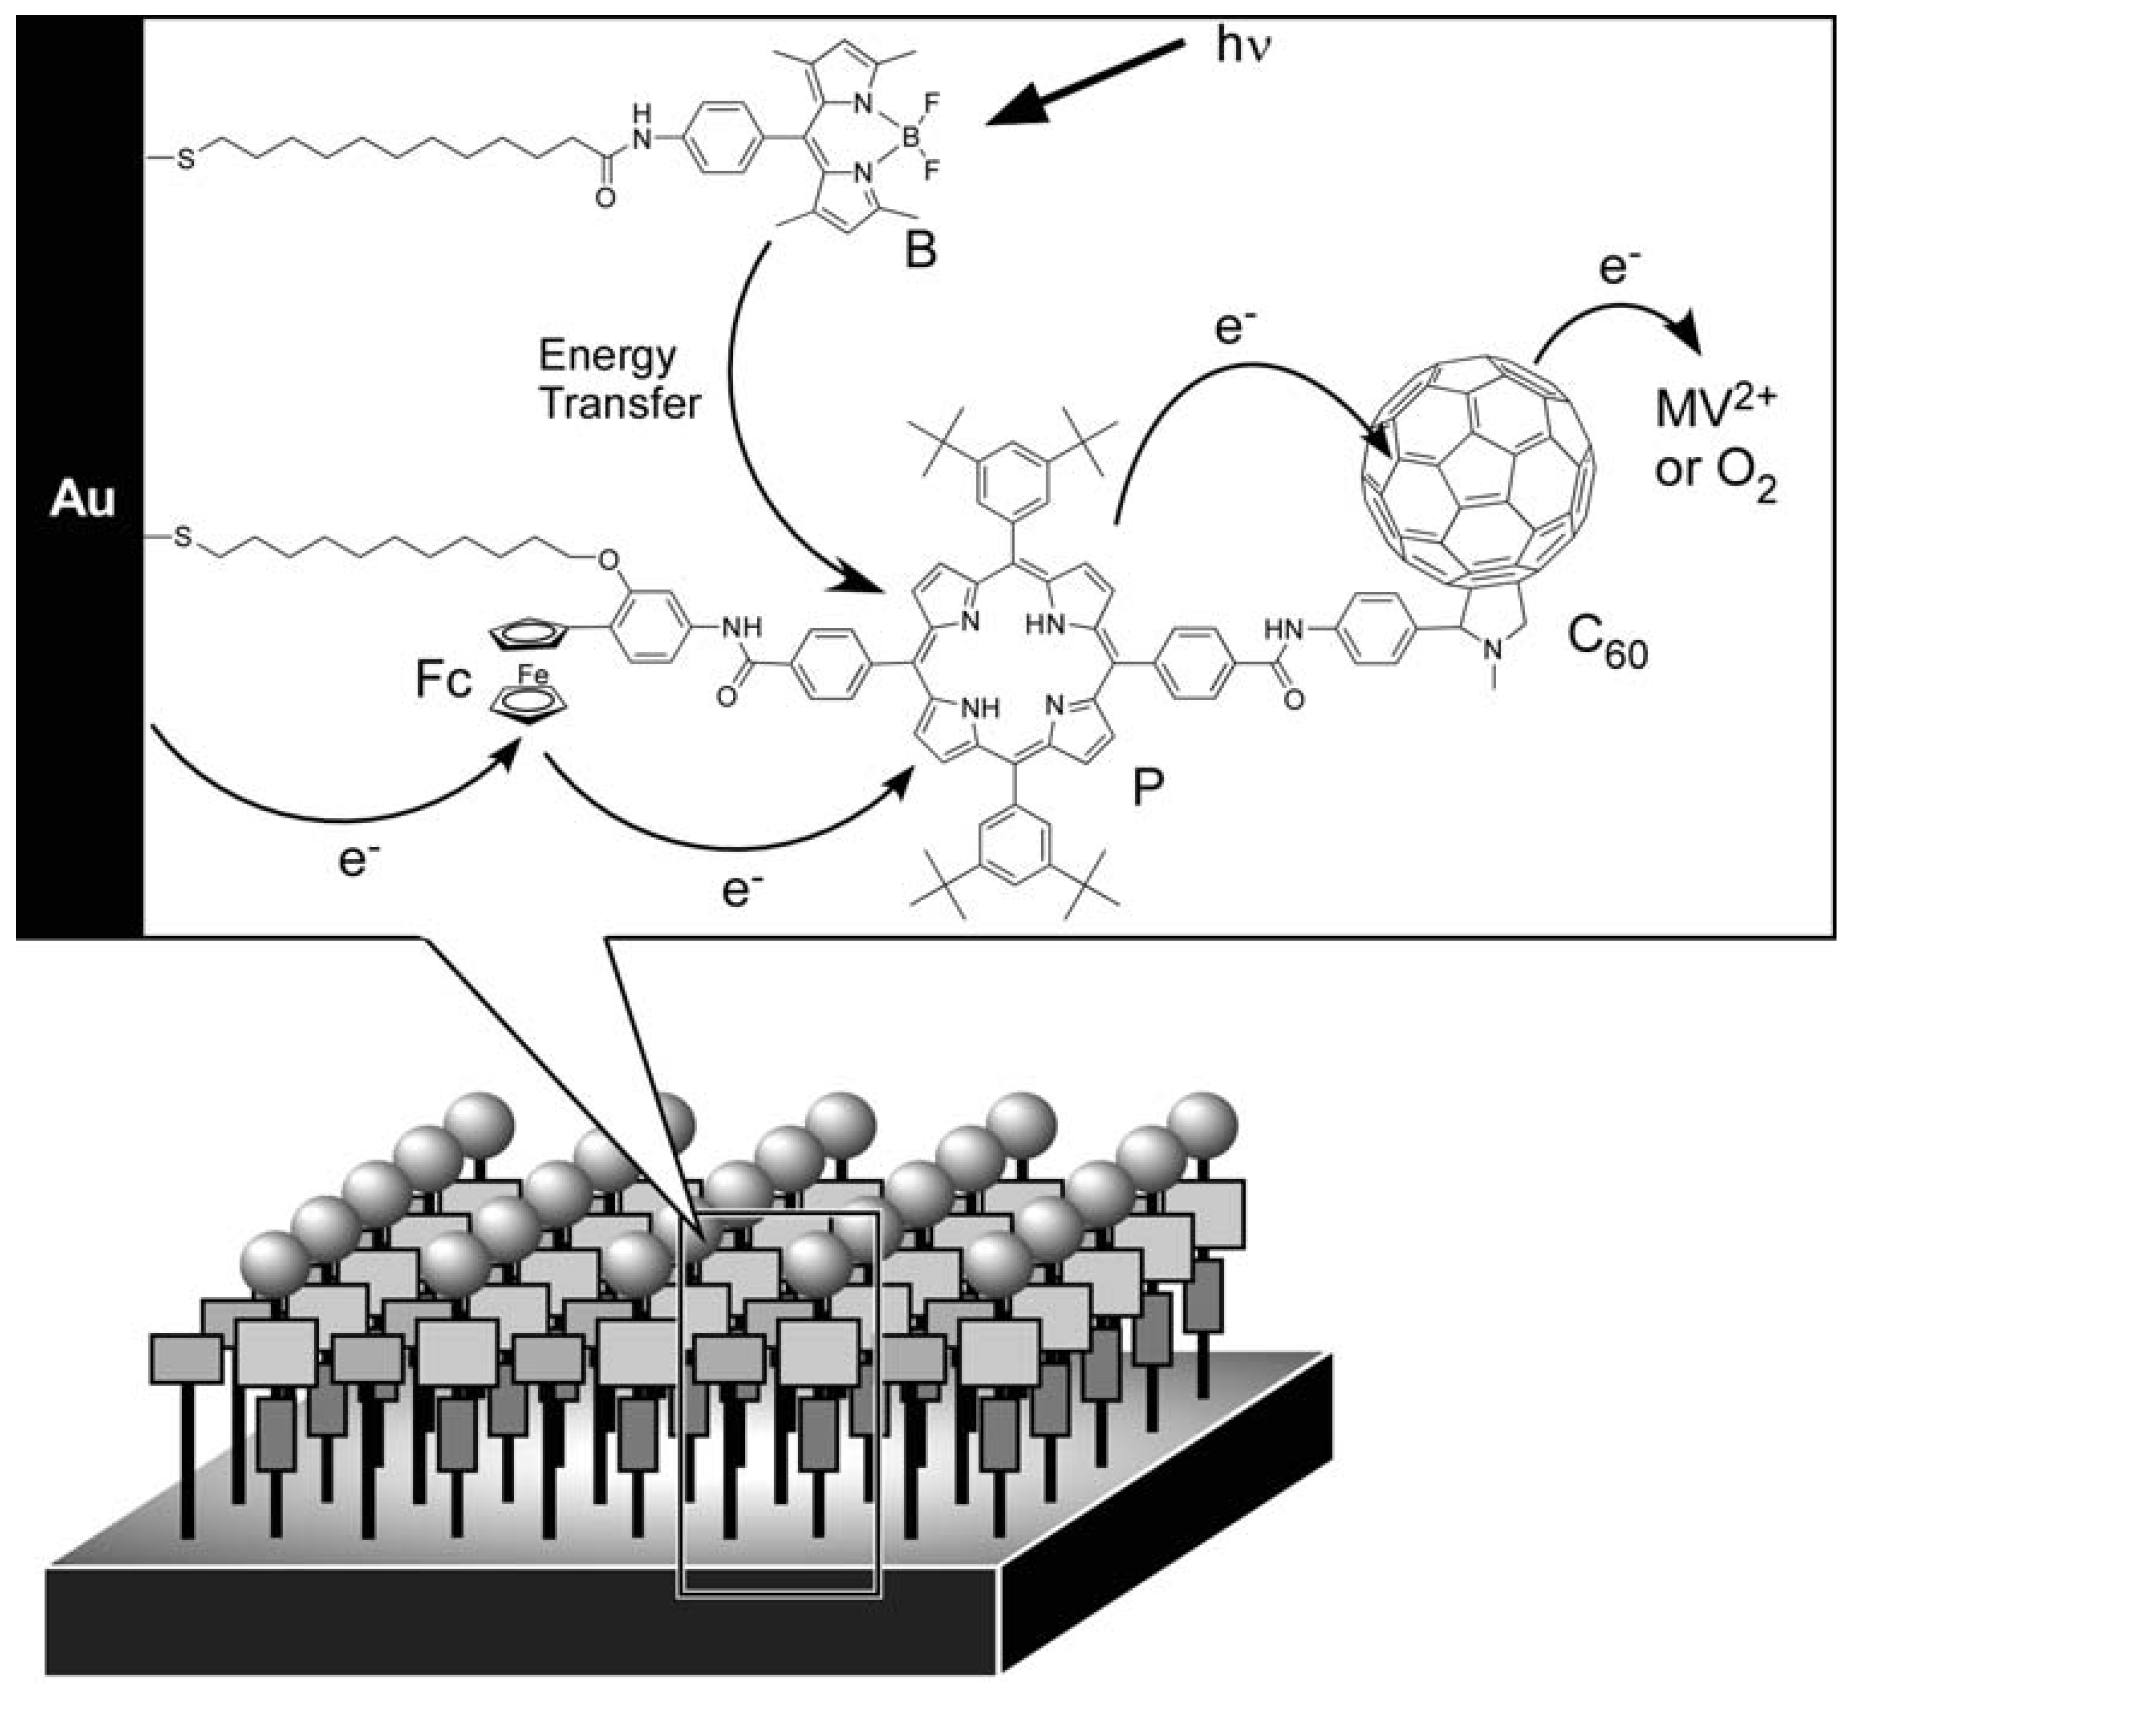 hν
H
N
S
O
N
F
B
N
F
B
e⁻
e⁻
Energy
Transfer
MV²⁺
or O₂
Au
S
O
N
HN
NH
O
HN
O
N
C₆₀
Fc
Fe
NH
N
P
e⁻
e⁻